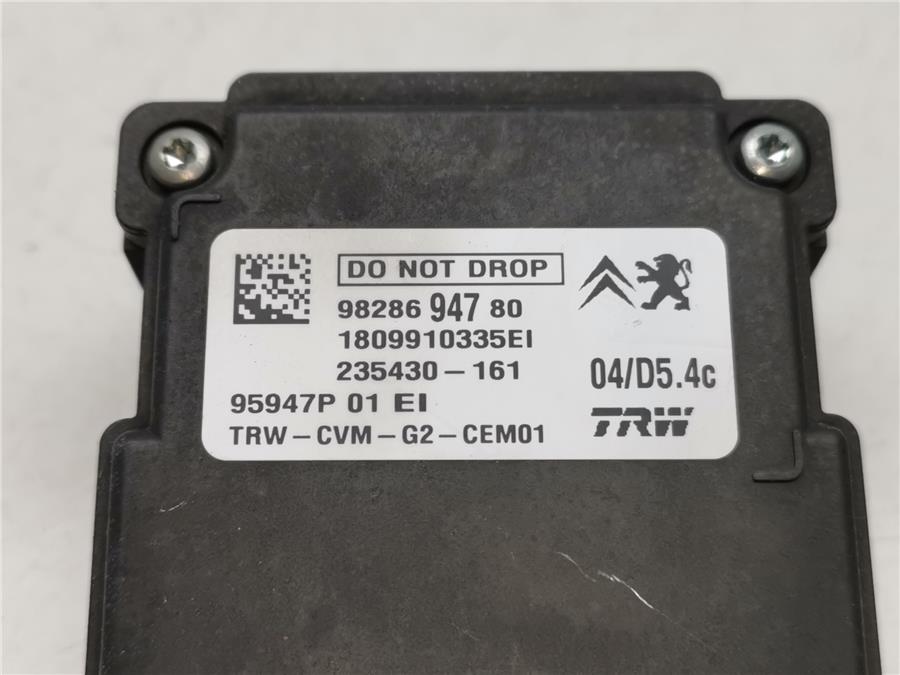 DO NOT DROP
98286 947 80
1809910335EI
235430-161
04/D5.4c
95947P 01 EI
TRW
TRW-CVM-G2-CEM01